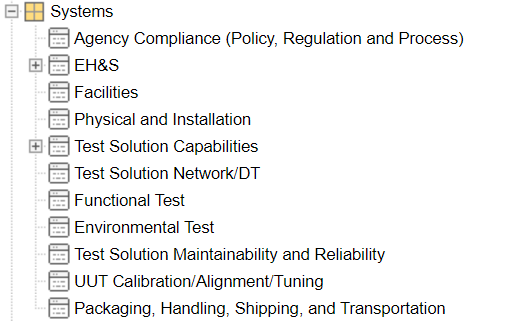 Systems
Agency Compliance (Policy, Regulation and Process)
EH&S
Facilities
Physical and Installation
Test Solution Capabilities
Test Solution Network/DT
Functional Test
Environmental Test
Test Solution Maintainability and Reliability
UUT Calibration/Alignment/Tuning
Packaging, Handling, Shipping, and Transportation